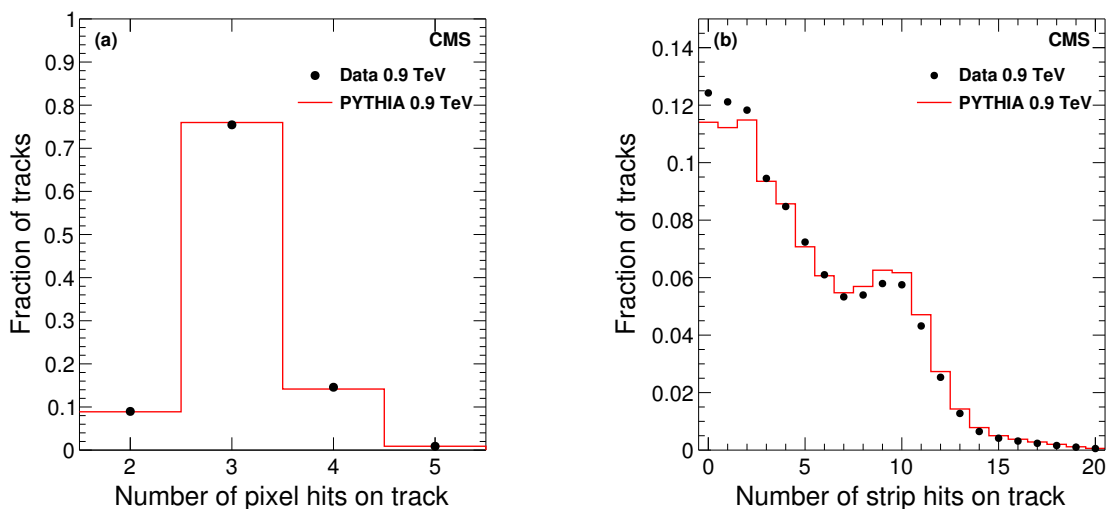 (a) CMS
Data 0.9 TeV
PYTHIA 0.9 TeV
Fraction of tracks
1
0.9
0.8
0.7
0.6
0.5
0.4
0.3
0.2
0.1
0
2 3 4 5
Number of pixel hits on track
(b) CMS
Data 0.9 TeV
PYTHIA 0.9 TeV
Fraction of tracks
0.14
0.12
0.1
0.08
0.06
0.04
0.02
0
0 5 10 15 20
Number of strip hits on track